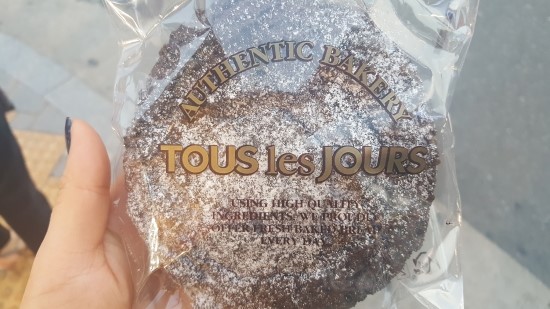 AUTHENTIC BAKERY
TOUS les JOURS
USING HIGH QUALITY
INGREDIENTS, WE PROUDLY
OFFER FRESH BAKED BREAD
EVERY DAY